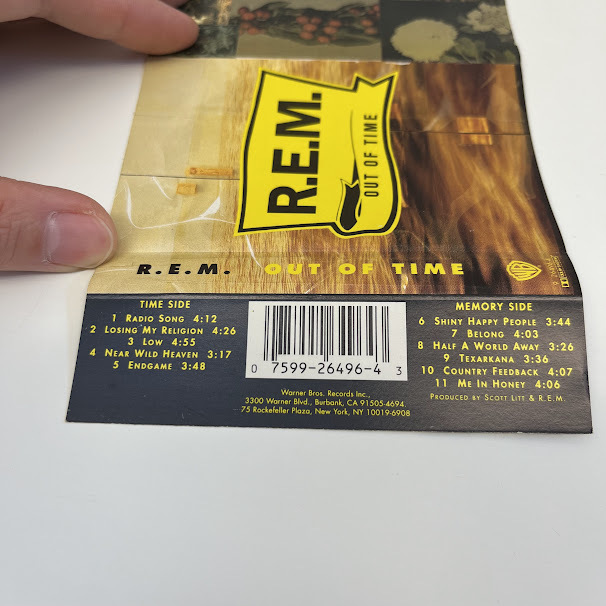 R.E.M.
OUT OF TIME
R.E.M. OUT OF TIME
TIME SIDE
1 RADIO SONG 4:12
2 LOSING MY RELIGION 4:26
3 LOW 4:55
4 NEAR WILD HEAVEN 3:17
5 ENDGAME 3:48
0 7599-26496-4 3
Warner Bros. Records Inc.,
3300 Warner Blvd., Burbank, CA 91505-4694.
75 Rockefeller Plaza, New York, NY 10019-6908
MEMORY SIDE
6 SHINY HAPPY PEOPLE 3:44
7 BELONG 4:03
8 HALF A WORLD AWAY 3:26
9 TEXARKANA 3:36
10 COUNTRY FEEDBACK 4:07
11 ME IN HONEY 4:06
PRODUCED BY SCOTT LITT & R.E.M.